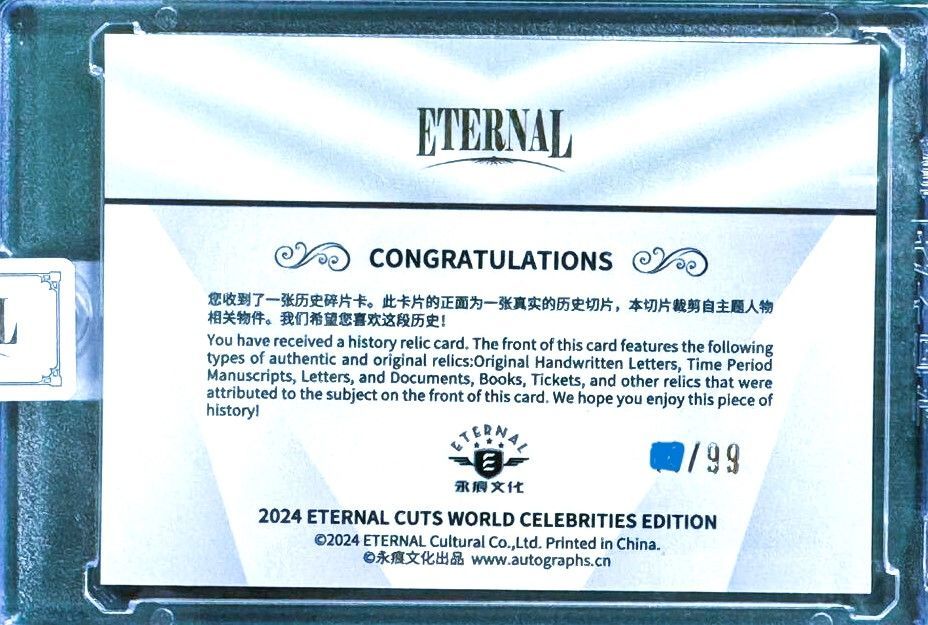 ETERNAL
CONGRATULATIONS
您收到了一张历史碎片卡。此卡片的正面为一张真实的历史切片，本切片裁剪自主题人物
相关物件。我们希望您喜欢这段历史！
You have received a history relic card. The front of this card features the following
types of authentic and original relics:Original Handwritten Letters, Time Period
Manuscripts, Letters, and Documents, Books, Tickets, and other relics that were
attributed to the subject on the front of this card. We hope you enjoy this piece of
history!
ETERNAL
E
永痕文化
/99
2024 ETERNAL CUTS WORLD CELEBRITIES EDITION
©2024 ETERNAL Cultural Co.,Ltd. Printed in China.
©永痕文化出品 www.autographs.cn
L